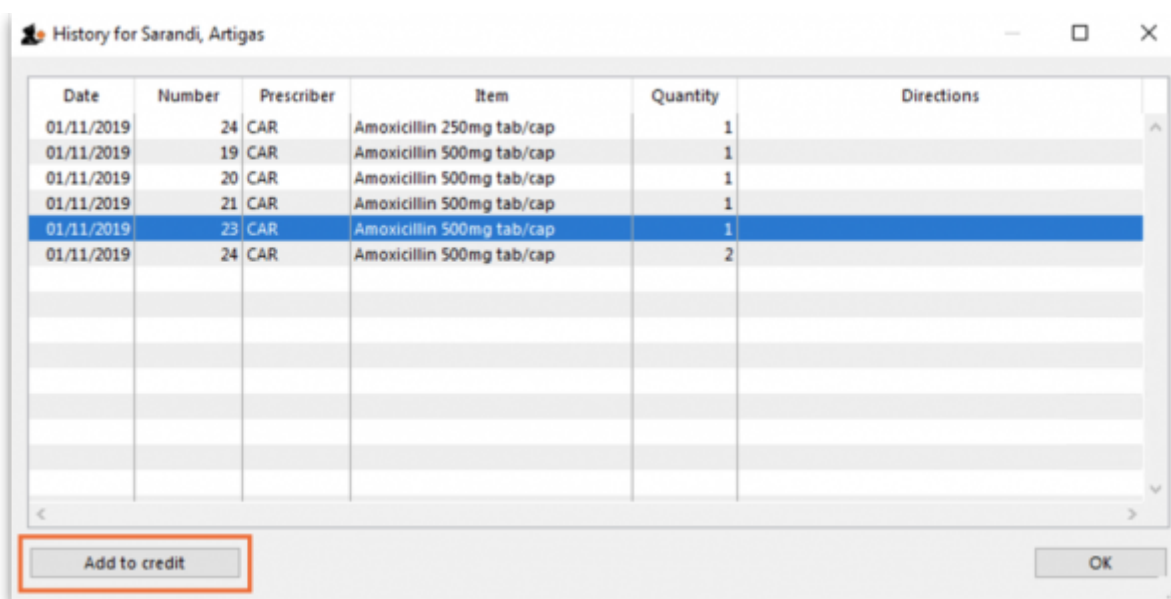 History for Sarandi, Artigas
Date Number Prescriber Item Quantity Directions
01/11/2019 24 CAR Amoxicillin 250mg tab/cap 1
01/11/2019 19 CAR Amoxicillin 500mg tab/cap 1
01/11/2019 20 CAR Amoxicillin 500mg tab/cap 1
01/11/2019 21 CAR Amoxicillin 500mg tab/cap 1
01/11/2019 23 CAR Amoxicillin 500mg tab/cap 1
01/11/2019 24 CAR Amoxicillin 500mg tab/cap 2
Add to credit OK